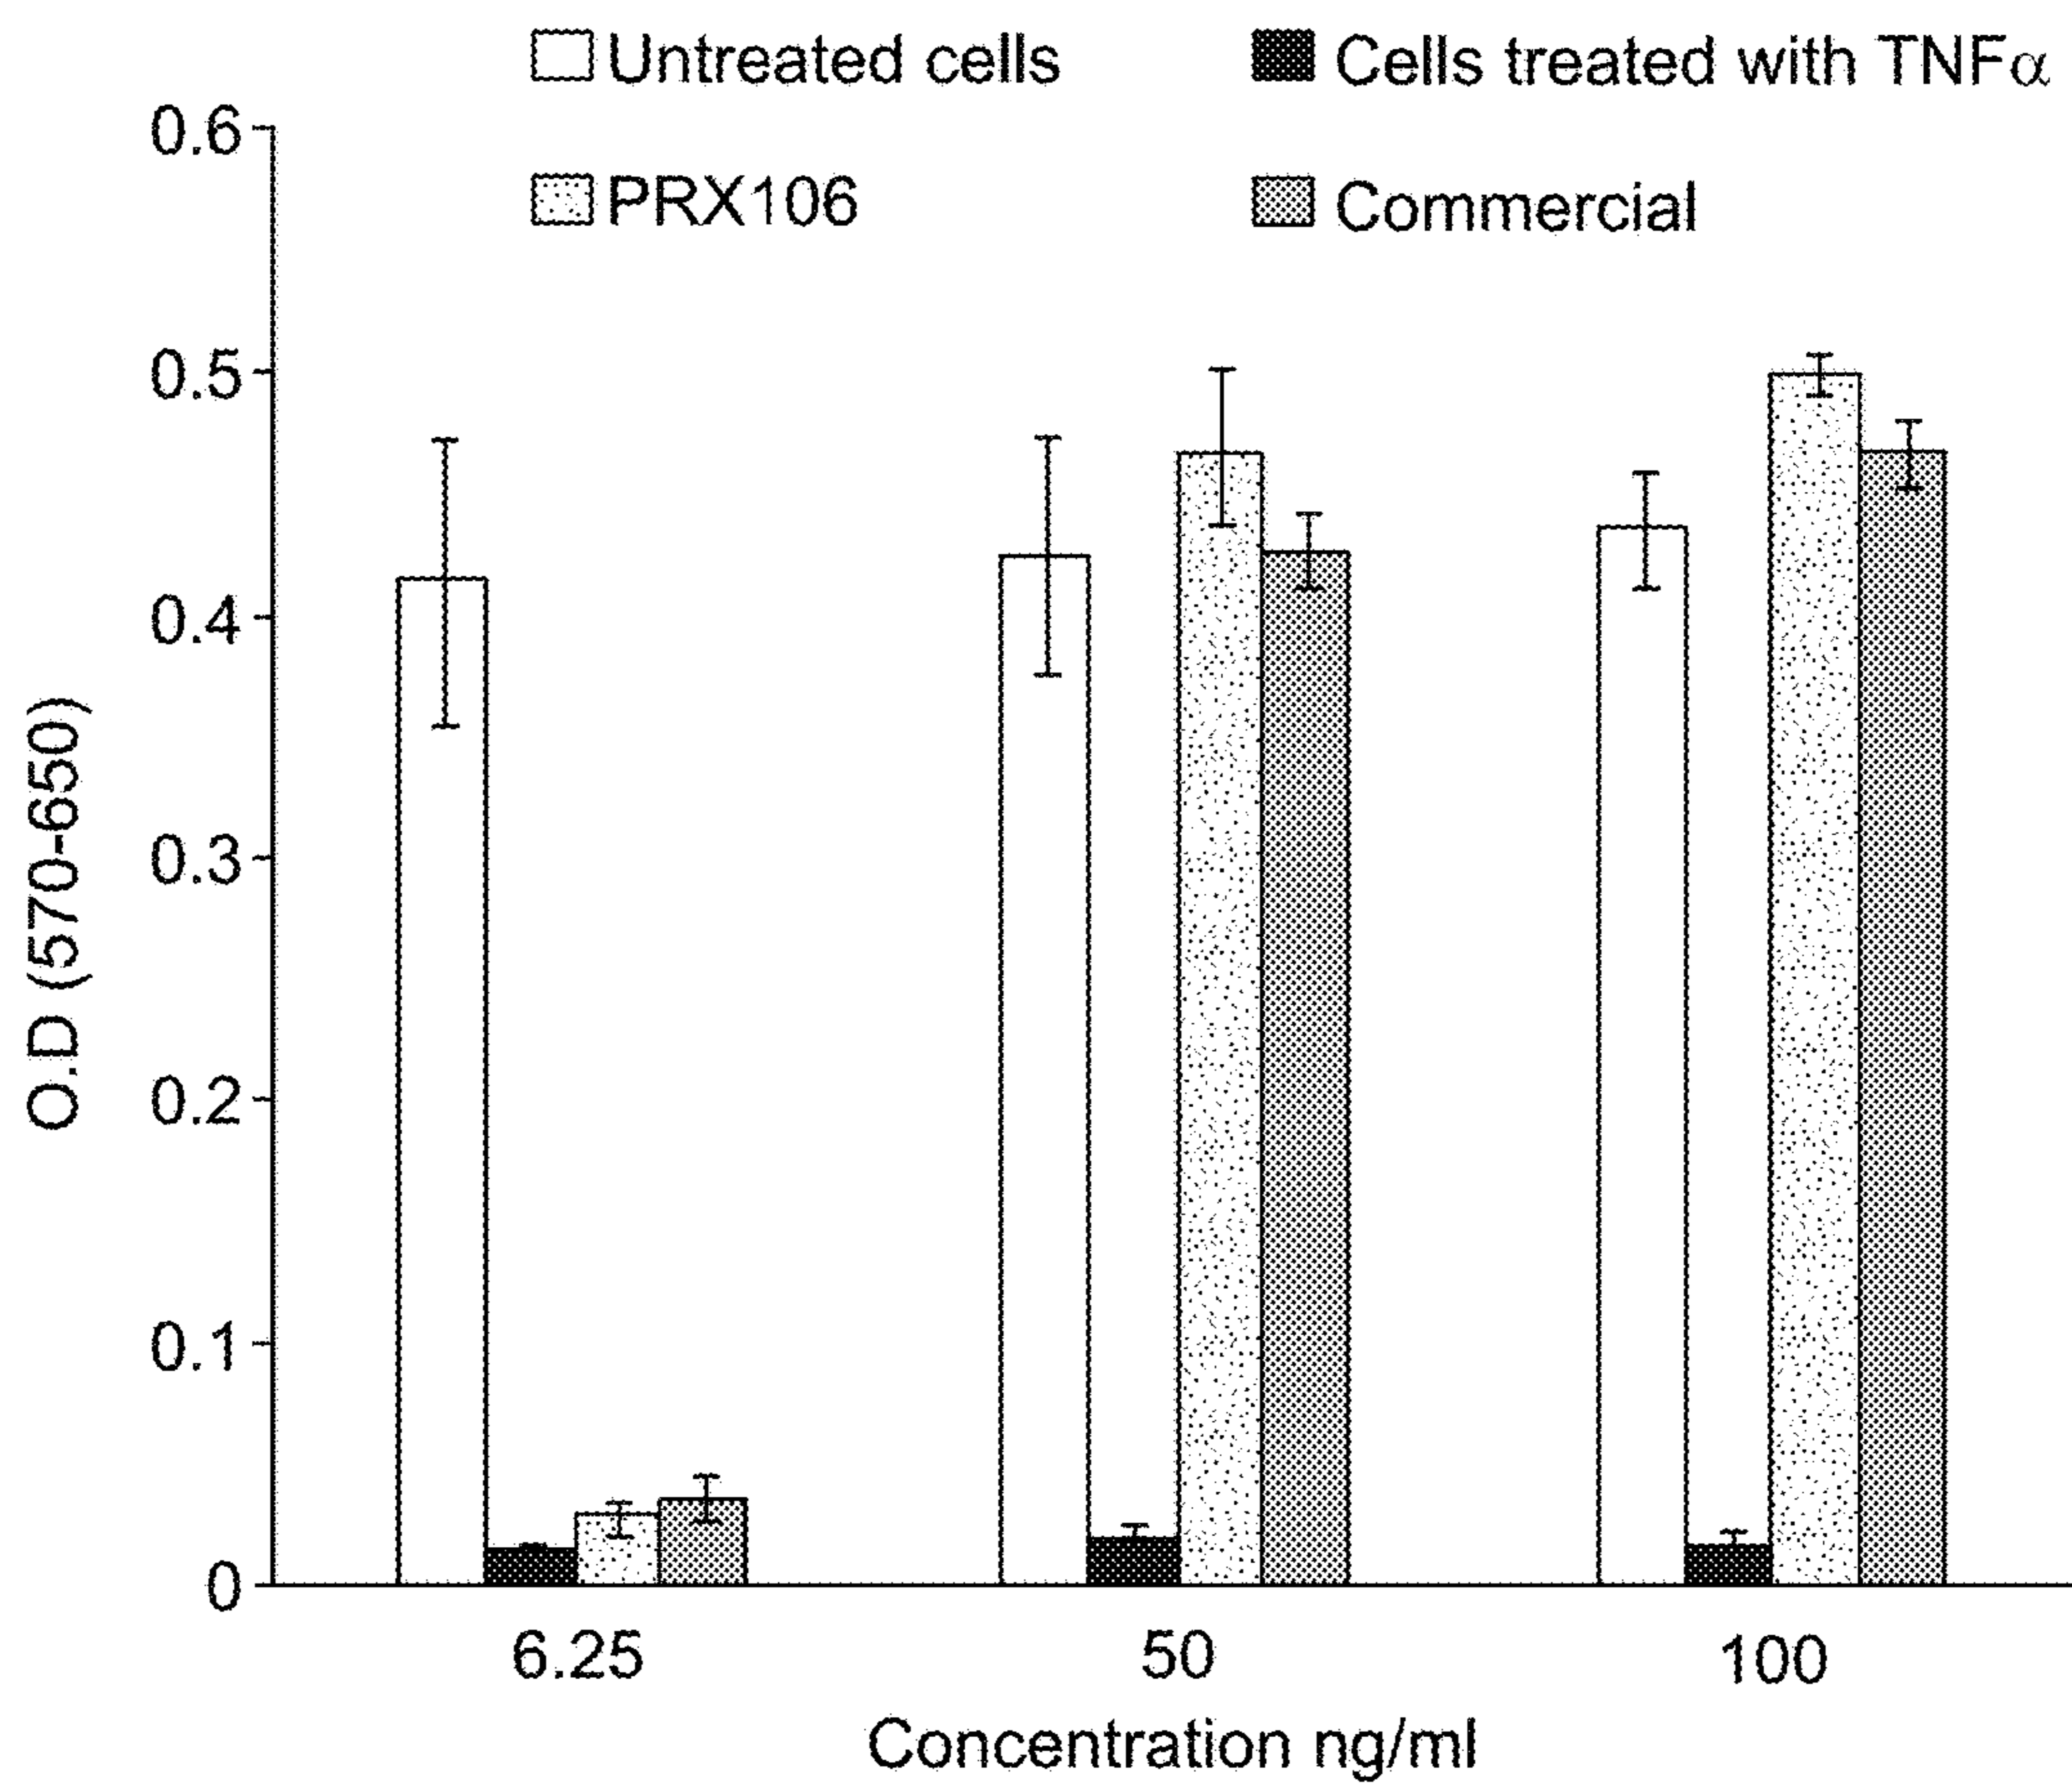 Untreated cells
Cells treated with TNFα
PRX106
Commercial
0.6
0.5
0.4
0.3
0.2
0.1
0
O.D (570-650)
6.25 50 100
Concentration ng/ml